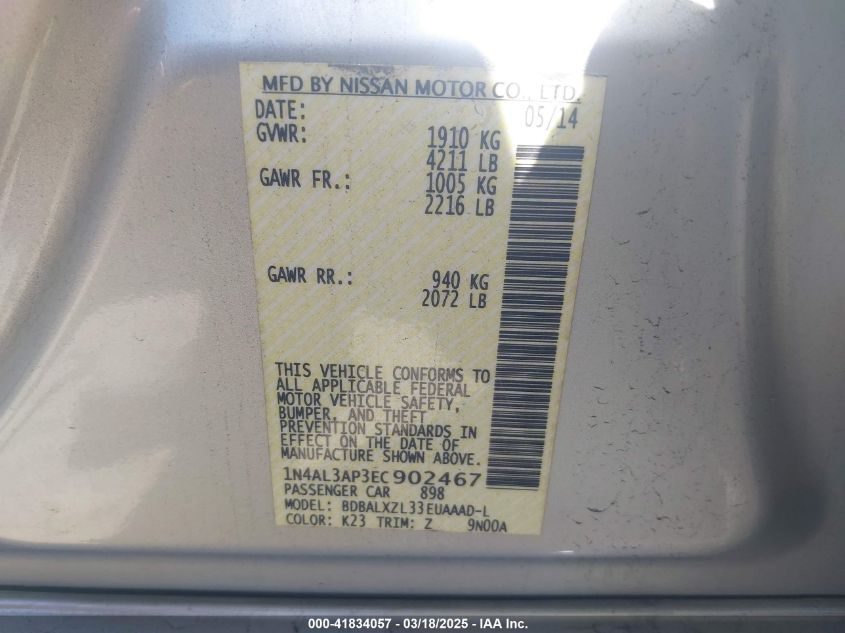 MFD BY NISSAN MOTOR CO., LTD.
DATE: 05/14
GVWR: 1910 KG
4211 LB
GAWR FR.: 1005 KG
2216 LB
GAWR RR.: 940 KG
2072 LB
THIS VEHICLE CONFORMS TO
ALL APPLICABLE FEDERAL
MOTOR VEHICLE SAFETY,
BUMPER, AND THEFT
PREVENTION STANDARDS IN
EFFECT ON THE DATE OF
MANUFACTURE SHOWN ABOVE.
1N4AL3AP3EC902467
PASSENGER CAR 898
MODEL: BDBALXZL33EUAAAD-L
COLOR: K23 TRIM: Z 9N00A
000-41834057 - 03/18/2025 - IAAI.COM.